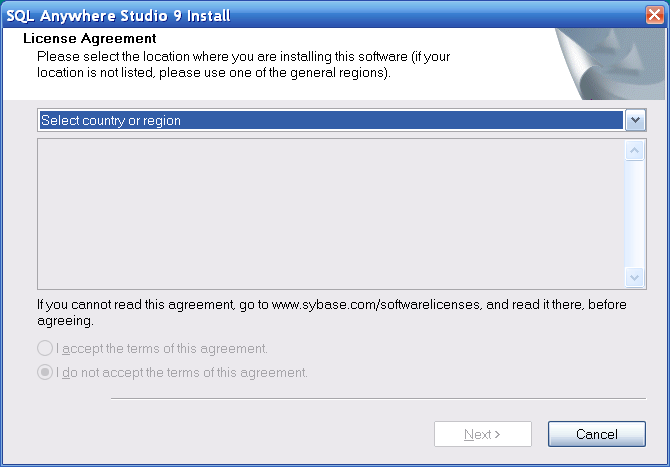 SQL Anywhere Studio 9 Install
License Agreement
Please select the location where you are installing this software (if your
location is not listed, please use one of the general regions).
Select country or region
If you cannot read this agreement, go to www.sybase.com/softwarelicenses, and read it there, before
agreeing.
I accept the terms of this agreement.
I do not accept the terms of this agreement.
Next >
Cancel